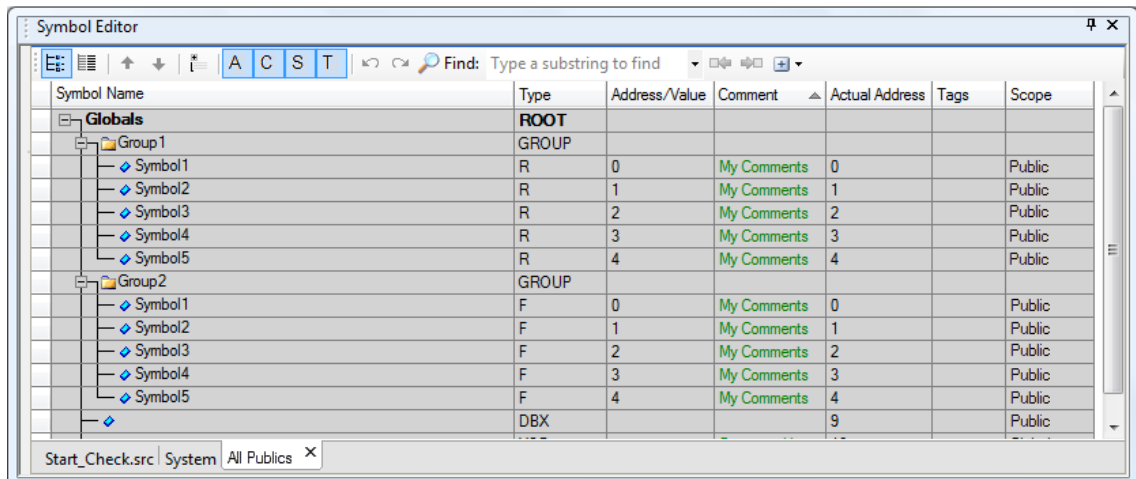 Symbol Editor
A C S T Find: Type a substring to find
Symbol Name Type Address/Value Comment Actual Address Tags Scope
Globals ROOT
Group1 GROUP
Symbol1 R 0 My Comments 0 Public
Symbol2 R 1 My Comments 1 Public
Symbol3 R 2 My Comments 2 Public
Symbol4 R 3 My Comments 3 Public
Symbol5 R 4 My Comments 4 Public
Group2 GROUP
Symbol1 F 0 My Comments 0 Public
Symbol2 F 1 My Comments 1 Public
Symbol3 F 2 My Comments 2 Public
Symbol4 F 3 My Comments 3 Public
Symbol5 F 4 My Comments 4 Public
DBX 9 Public
Start_Check.src System All Publics